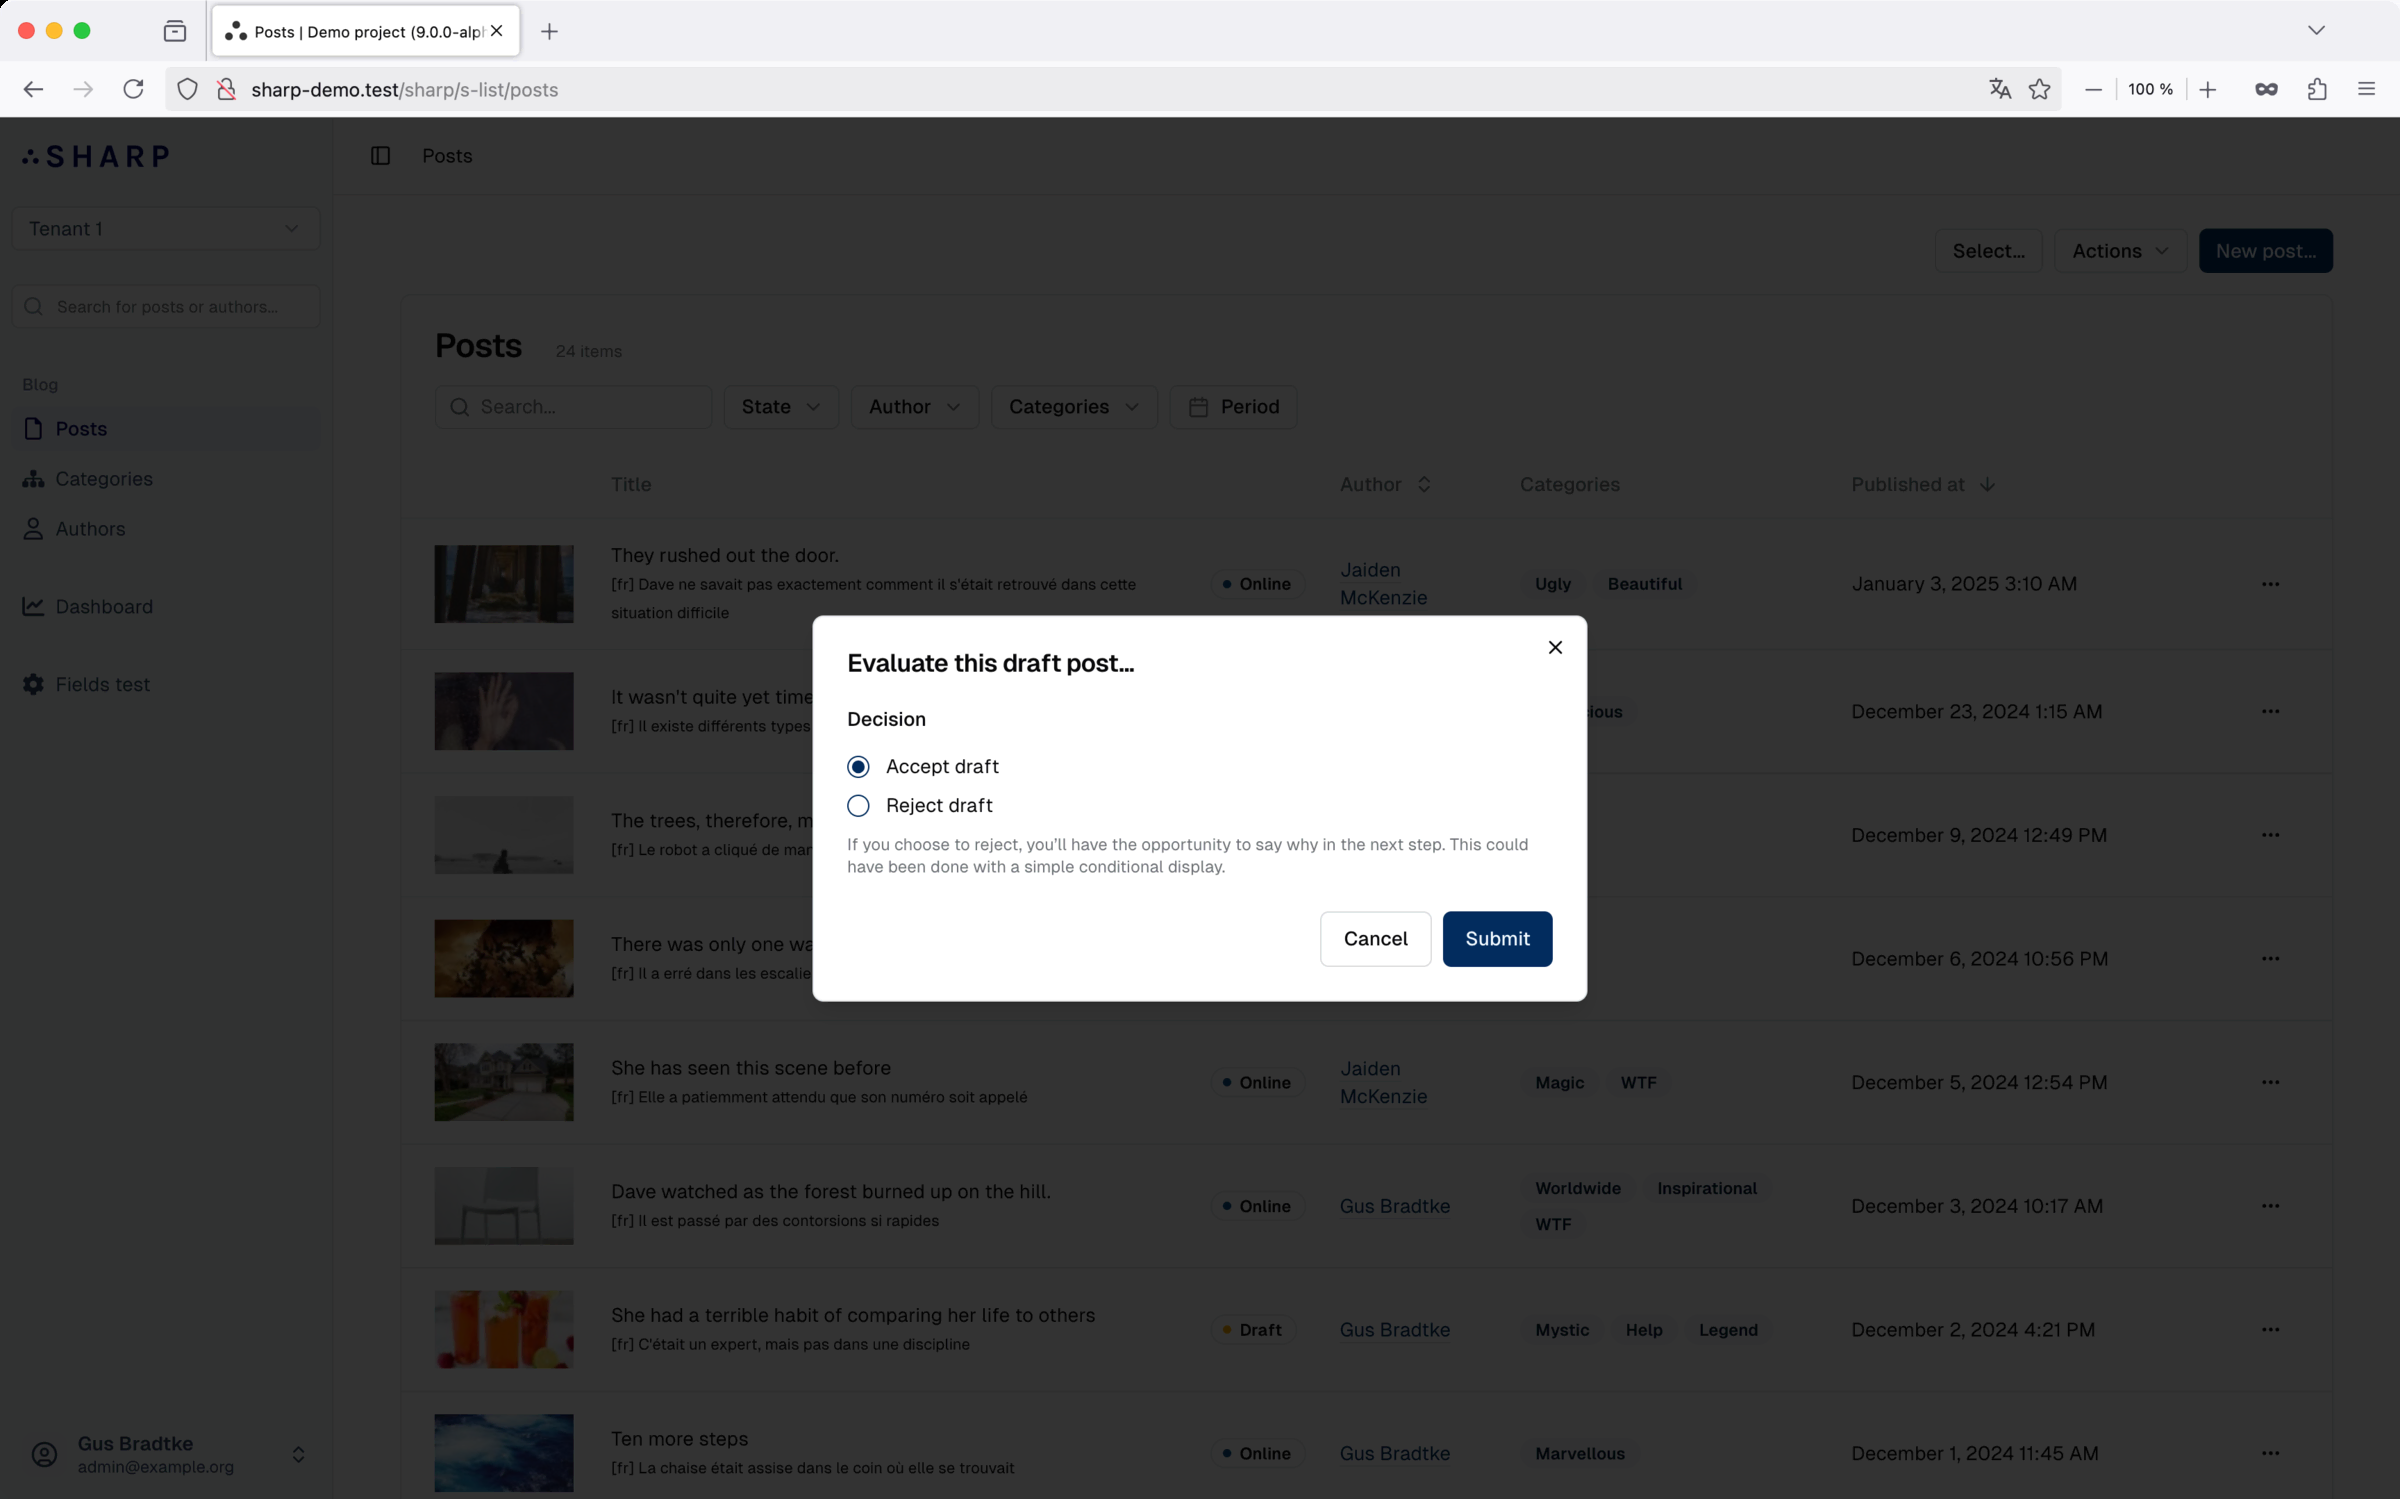 Posts | Demo project (9.0.0-alph
sharp-demo.test/sharp/s-list/posts
100 %
SHARP
Posts
Tenant 1
Select...
Actions
New post...
Search for posts or authors...
Posts
24 items
Blog
Search...
State
Author
Categories
Period
Posts
Categories
Authors
Dashboard
Fields test
Title
Author
Categories
Published at
They rushed out the door.
[fr] Dave ne savait pas exactement comment il s'était retrouvé dans cette
situation difficile
Online
Jaiden
McKenzie
Ugly
Beautiful
January 3, 2025 3:10 AM
It wasn't quite yet time
[fr] Il existe différents types
December 23, 2024 1:15 AM
The trees, therefore, m
[fr] Le robot a cliqué de mar
December 9, 2024 12:49 PM
There was only one wa
[fr] Il a erré dans les escalie
December 6, 2024 10:56 PM
Evaluate this draft post...
Decision
Accept draft
Reject draft
If you choose to reject, you'll have the opportunity to say why in the next step. This could
have been done with a simple conditional display.
Cancel
Submit
She has seen this scene before
[fr] Elle a patiemment attendu que son numéro soit appelé
Online
Jaiden
McKenzie
Magic
WTF
December 5, 2024 12:54 PM
Dave watched as the forest burned up on the hill.
[fr] Il est passé par des contorsions si rapides
Online
Gus Bradtke
Worldwide
Inspirational
WTF
December 3, 2024 10:17 AM
She had a terrible habit of comparing her life to others
[fr] C'était un expert, mais pas dans une discipline
Draft
Gus Bradtke
Mystic
Help
Legend
December 2, 2024 4:21 PM
Ten more steps
[fr] La chaise était assise dans le coin où elle se trouvait
Online
Gus Bradtke
Marvellous
December 1, 2024 11:45 AM
Gus Bradtke
admin@example.org